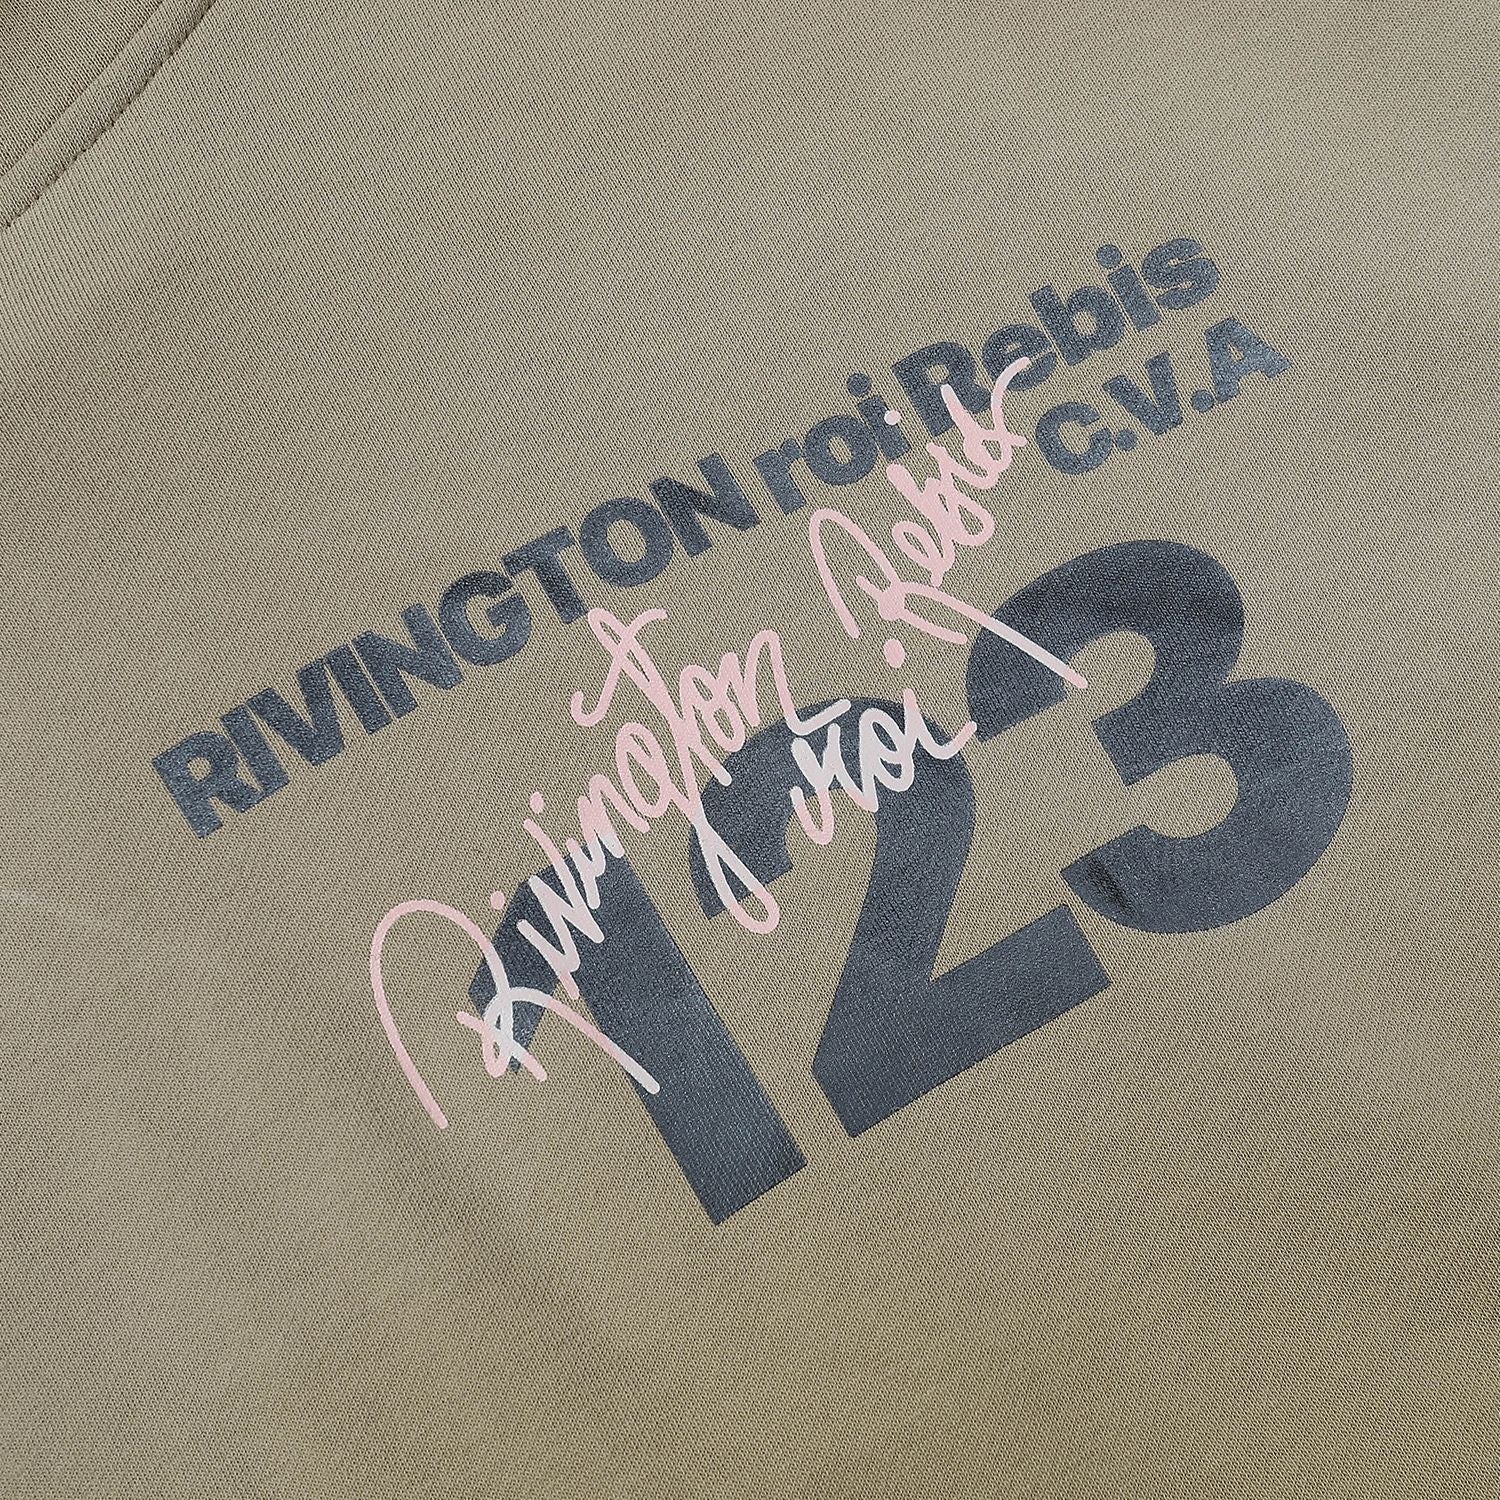 RIVINGTON roi Rebis
C.V.A
123
Rivington
roi Rebis